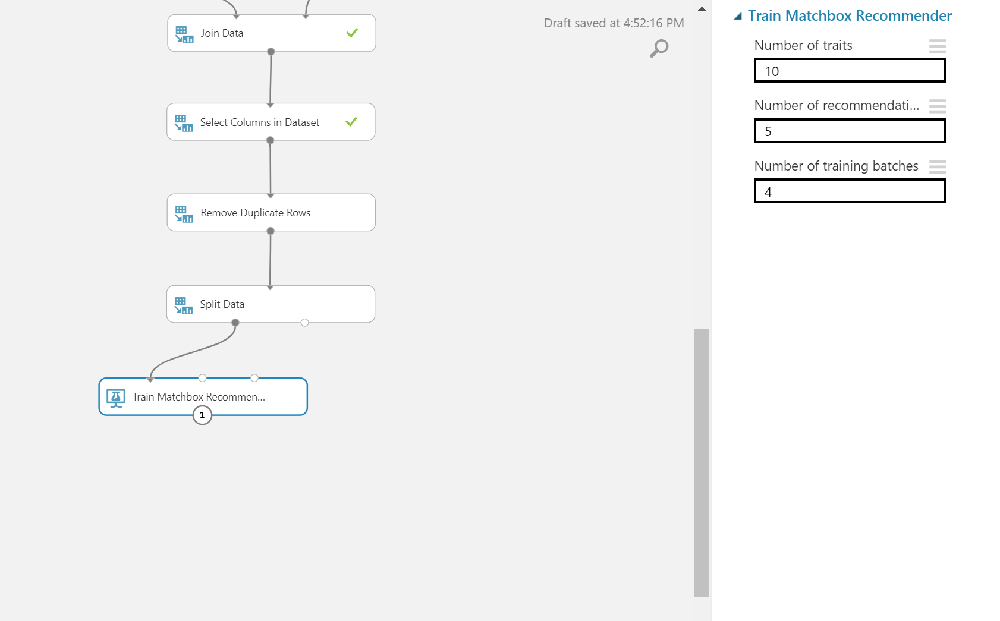 Join Data
Select Columns in Dataset
Remove Duplicate Rows
Split Data
Train Matchbox Recommen...
1
Draft saved at 4:52:16 PM
Train Matchbox Recommender
Number of traits
10
Number of recommendati...
5
Number of training batches
4